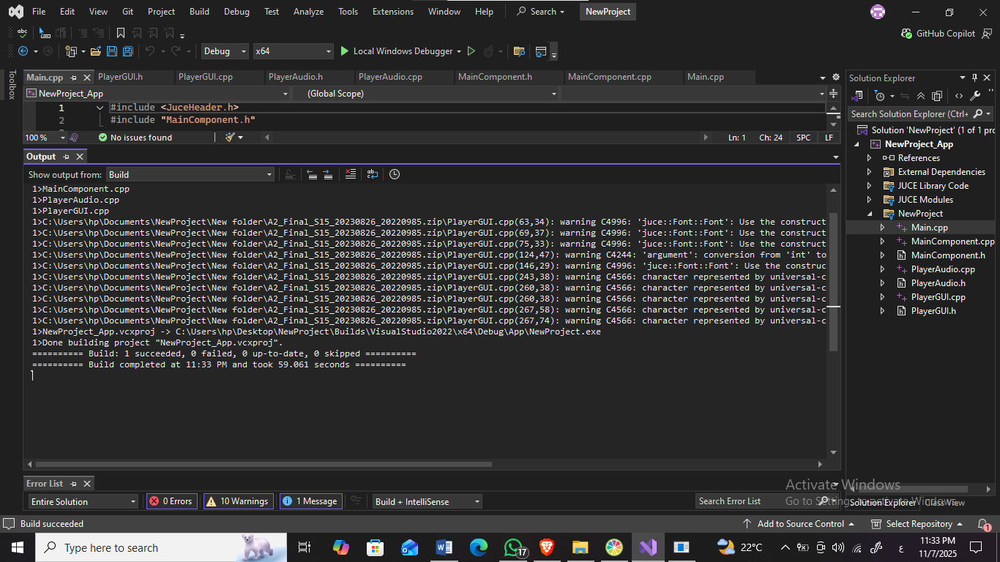 File Edit View Git Project Build Debug Test Analyze Tools Extensions Window Help Search NewProject
GitHub Copilot
Debug x64 Local Windows Debugger
Toolbox
Main.cpp PlayerGUI.h PlayerGUI.cpp PlayerAudio.h PlayerAudio.cpp MainComponent.h MainComponent.cpp Main.cpp
NewProject_App (Global Scope)
1 #include <JuceHeader.h>
2 #include "MainComponent.h"
100 % No issues found Ln: 1 Ch: 24 SPC LF
Output
Show output from: Build
1>MainComponent.cpp
1>PlayerAudio.cpp
1>PlayerGUI.cpp
1>C:\Users\hp\Documents\NewProject\New folder\A2_Final_S15_20230826_20220985.zip\PlayerGUI.cpp(63,34): warning C4996: 'juce::Font::Font': Use the construct
1>C:\Users\hp\Documents\NewProject\New folder\A2_Final_S15_20230826_20220985.zip\PlayerGUI.cpp(69,37): warning C4996: 'juce::Font::Font': Use the construct
1>C:\Users\hp\Documents\NewProject\New folder\A2_Final_S15_20230826_20220985.zip\PlayerGUI.cpp(75,33): warning C4996: 'juce::Font::Font': Use the construct
1>C:\Users\hp\Documents\NewProject\New folder\A2_Final_S15_20230826_20220985.zip\PlayerGUI.cpp(124,47): warning C4244: 'argument': conversion from 'int' to
1>C:\Users\hp\Documents\NewProject\New folder\A2_Final_S15_20230826_20220985.zip\PlayerGUI.cpp(146,29): warning C4996: 'juce::Font::Font': Use the construc
1>C:\Users\hp\Documents\NewProject\New folder\A2_Final_S15_20230826_20220985.zip\PlayerGUI.cpp(243,38): warning C4566: character represented by universal-c
1>C:\Users\hp\Documents\NewProject\New folder\A2_Final_S15_20230826_20220985.zip\PlayerGUI.cpp(260,38): warning C4566: character represented by universal-c
1>C:\Users\hp\Documents\NewProject\New folder\A2_Final_S15_20230826_20220985.zip\PlayerGUI.cpp(260,38): warning C4566: character represented by universal-c
1>C:\Users\hp\Documents\NewProject\New folder\A2_Final_S15_20230826_20220985.zip\PlayerGUI.cpp(267,58): warning C4566: character represented by universal-c
1>C:\Users\hp\Documents\NewProject\New folder\A2_Final_S15_20230826_20220985.zip\PlayerGUI.cpp(267,74): warning C4566: character represented by universal-c
1>NewProject_App.vcxproj -> C:\Users\hp\Desktop\NewProject\Builds\VisualStudio2022\x64\Debug\App\NewProject.exe
1>Done building project "NewProject_App.vcxproj".
========== Build: 1 succeeded, 0 failed, 0 up-to-date, 0 skipped ==========
========== Build completed at 11:33 PM and took 59.061 seconds ==========
Error List
Entire Solution 0 Errors 10 Warnings 1 Message Build + IntelliSense Search Error List
Solution Explorer
Search Solution Explorer (Ctrl+
Solution 'NewProject' (1 of 1 pro
NewProject_App
References
External Dependencies
JUCE Library Code
JUCE Modules
NewProject
Main.cpp
MainComponent.cpp
MainComponent.h
PlayerAudio.cpp
PlayerAudio.h
PlayerGUI.cpp
PlayerGUI.h
Activate Windows
Go to Settings to activate Windows.
Solution Explorer Class View
Build succeeded Add to Source Control Select Repository 1
Type here to search 17 22°C ع 11:33 PM
11/7/2025